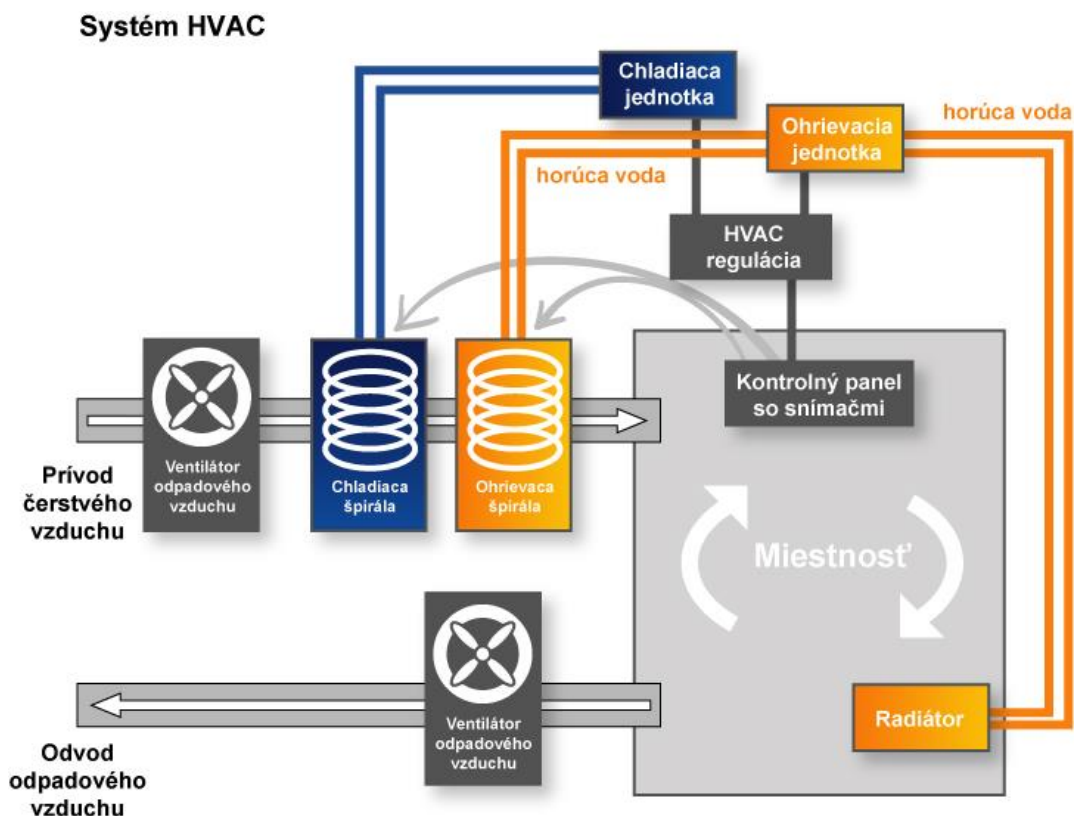 Systém HVAC
Chladiaca
jednotka
horúca voda
Ohrievacia
jednotka
horúca voda
HVAC
regulácia
Kontrolný panel
so snímačmi
Prívod
čerstvého
vzduchu
Ventilátor
odpadového
vzduchu
Chladiaca
špirála
Ohrievaca
špirála
Miestnosť
Radiátor
Ventilátor
odpadového
vzduchu
Odvod
odpadového
vzduchu